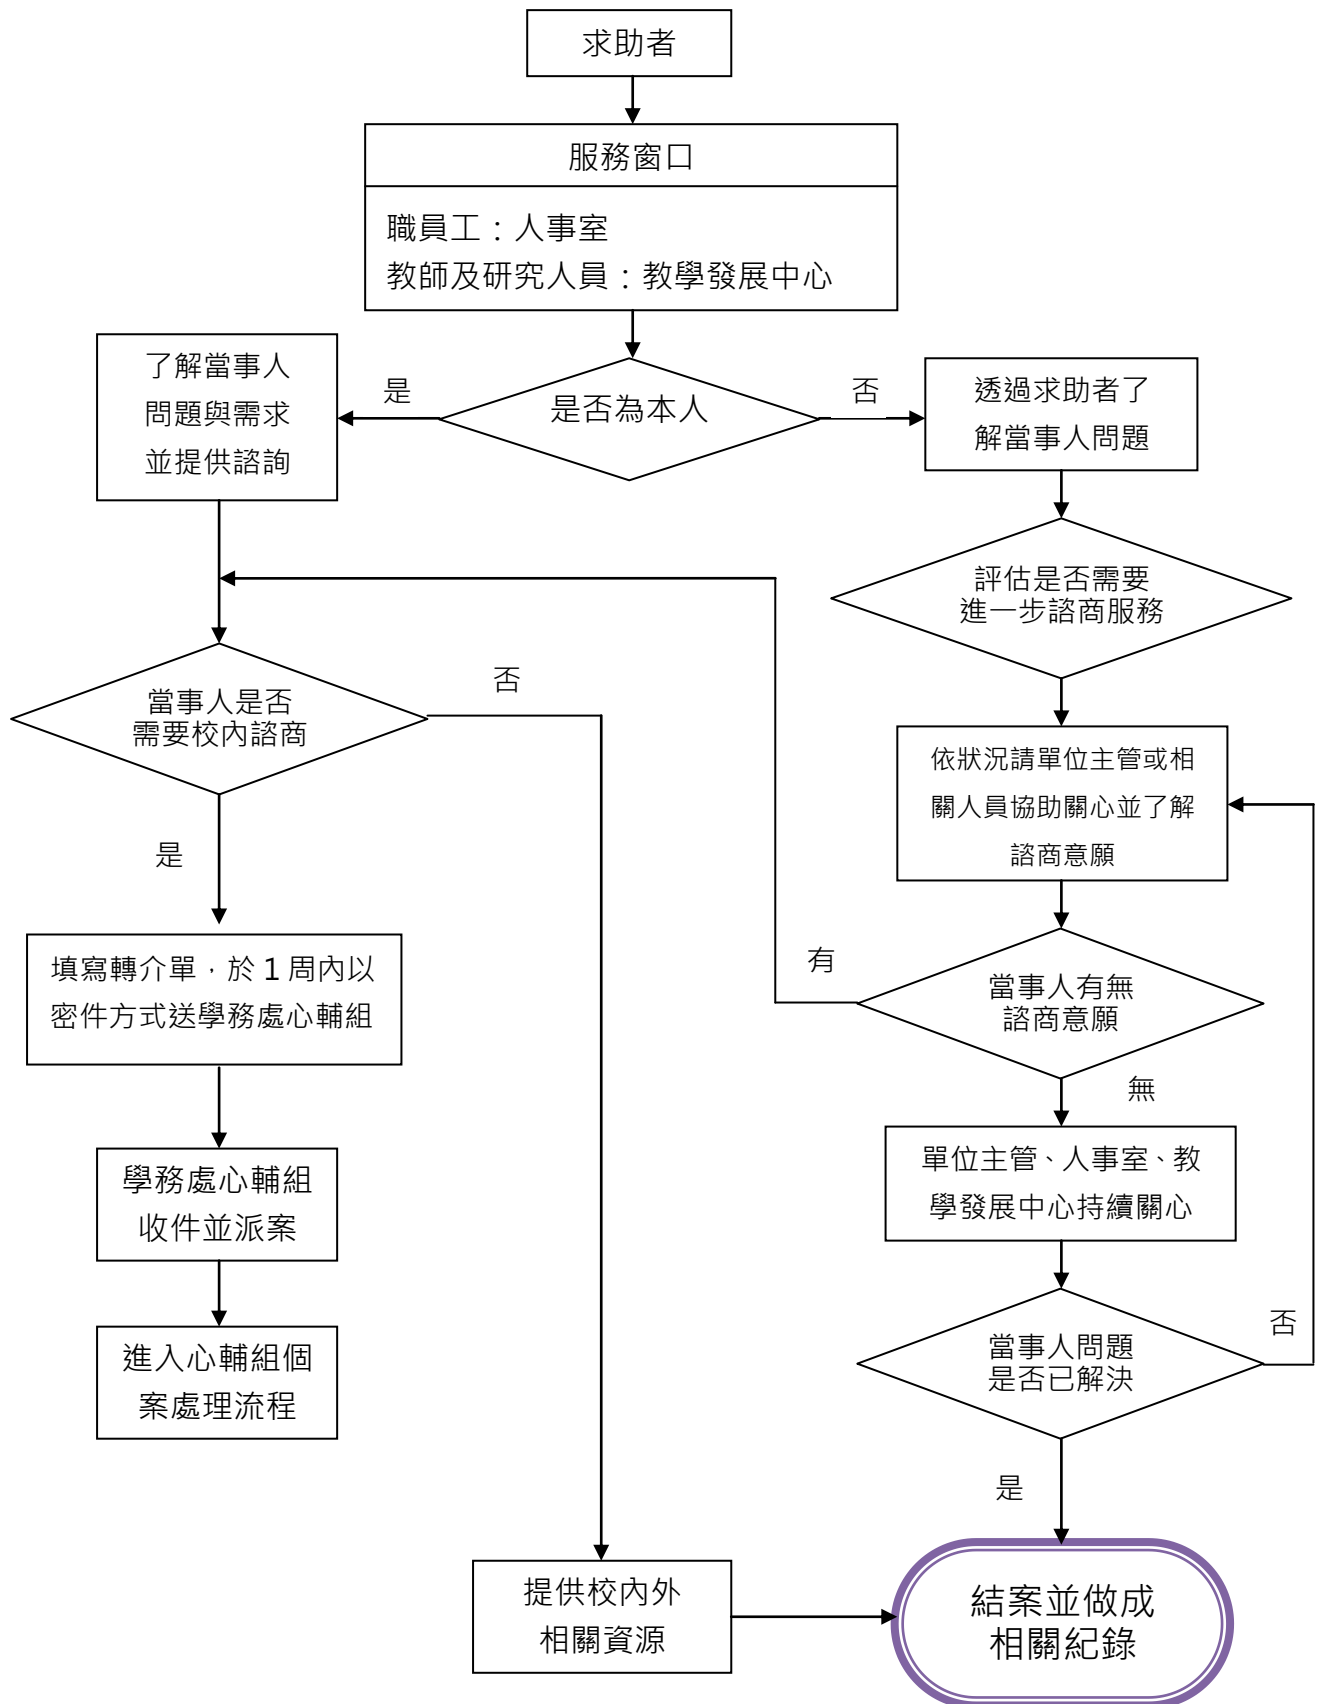 求助者
服務窗口
職員工：人事室
教師及研究人員：教學發展中心
是否為本人
是
否
了解當事人
問題與需求
並提供諮詢
透過求助者了
解當事人問題
評估是否需要
進一步諮商服務
當事人是否
需要校內諮商
否
是
依狀況請單位主管或相
關人員協助關心並了解
諮商意願
填寫轉介單，於1周內以
密件方式送學務處心輔組
有
當事人有無
諮商意願
無
學務處心輔組
收件並派案
單位主管、人事室、教
學發展中心持續關心
進入心輔組個
案處理流程
當事人問題
是否已解決
否
是
提供校內外
相關資源
結案並做成
相關紀錄